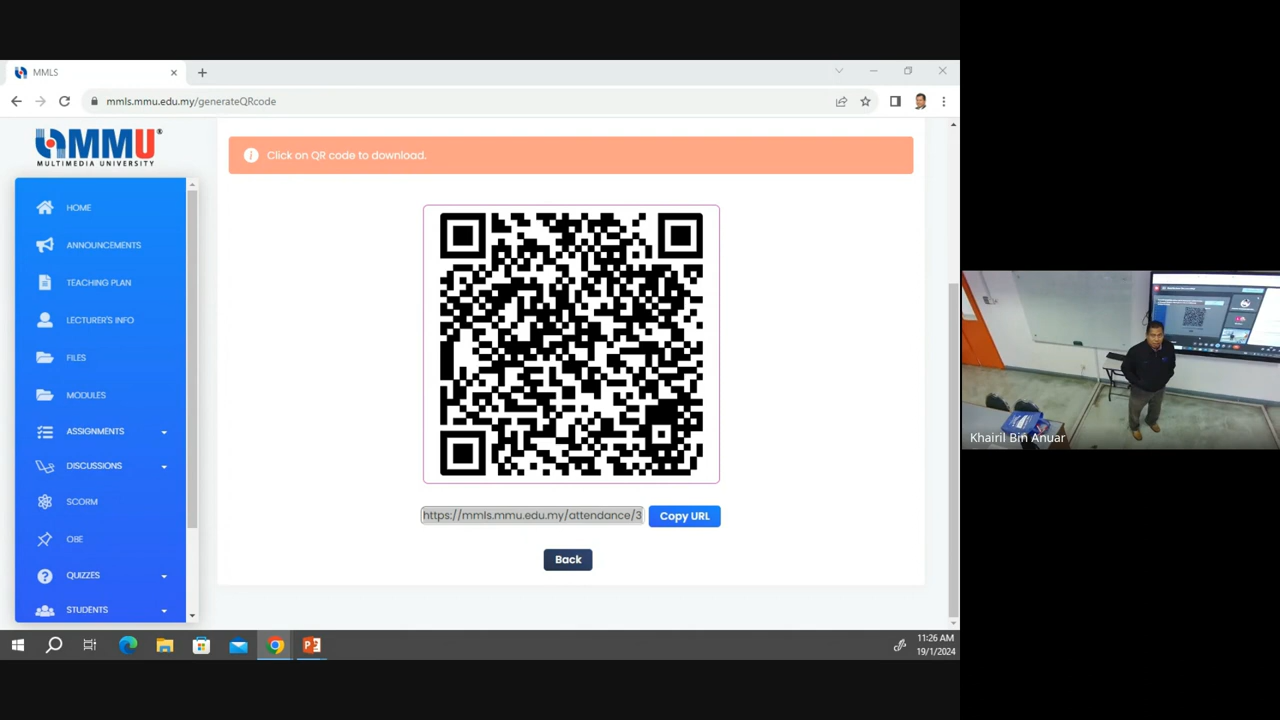 MMLS
mmls.mmu.edu.my/generateQRcode
MMU®
MULTIMEDIA UNIVERSITY
Click on QR code to download.
HOME
ANNOUNCEMENTS
TEACHING PLAN
LECTURER'S INFO
FILES
MODULES
ASSIGNMENTS
DISCUSSIONS
SCORM
OBE
QUIZZES
STUDENTS
https://mmls.mmu.edu.my/attendance/3
Copy URL
Back
11:26 AM
19/1/2024
Khairil Bin Anuar